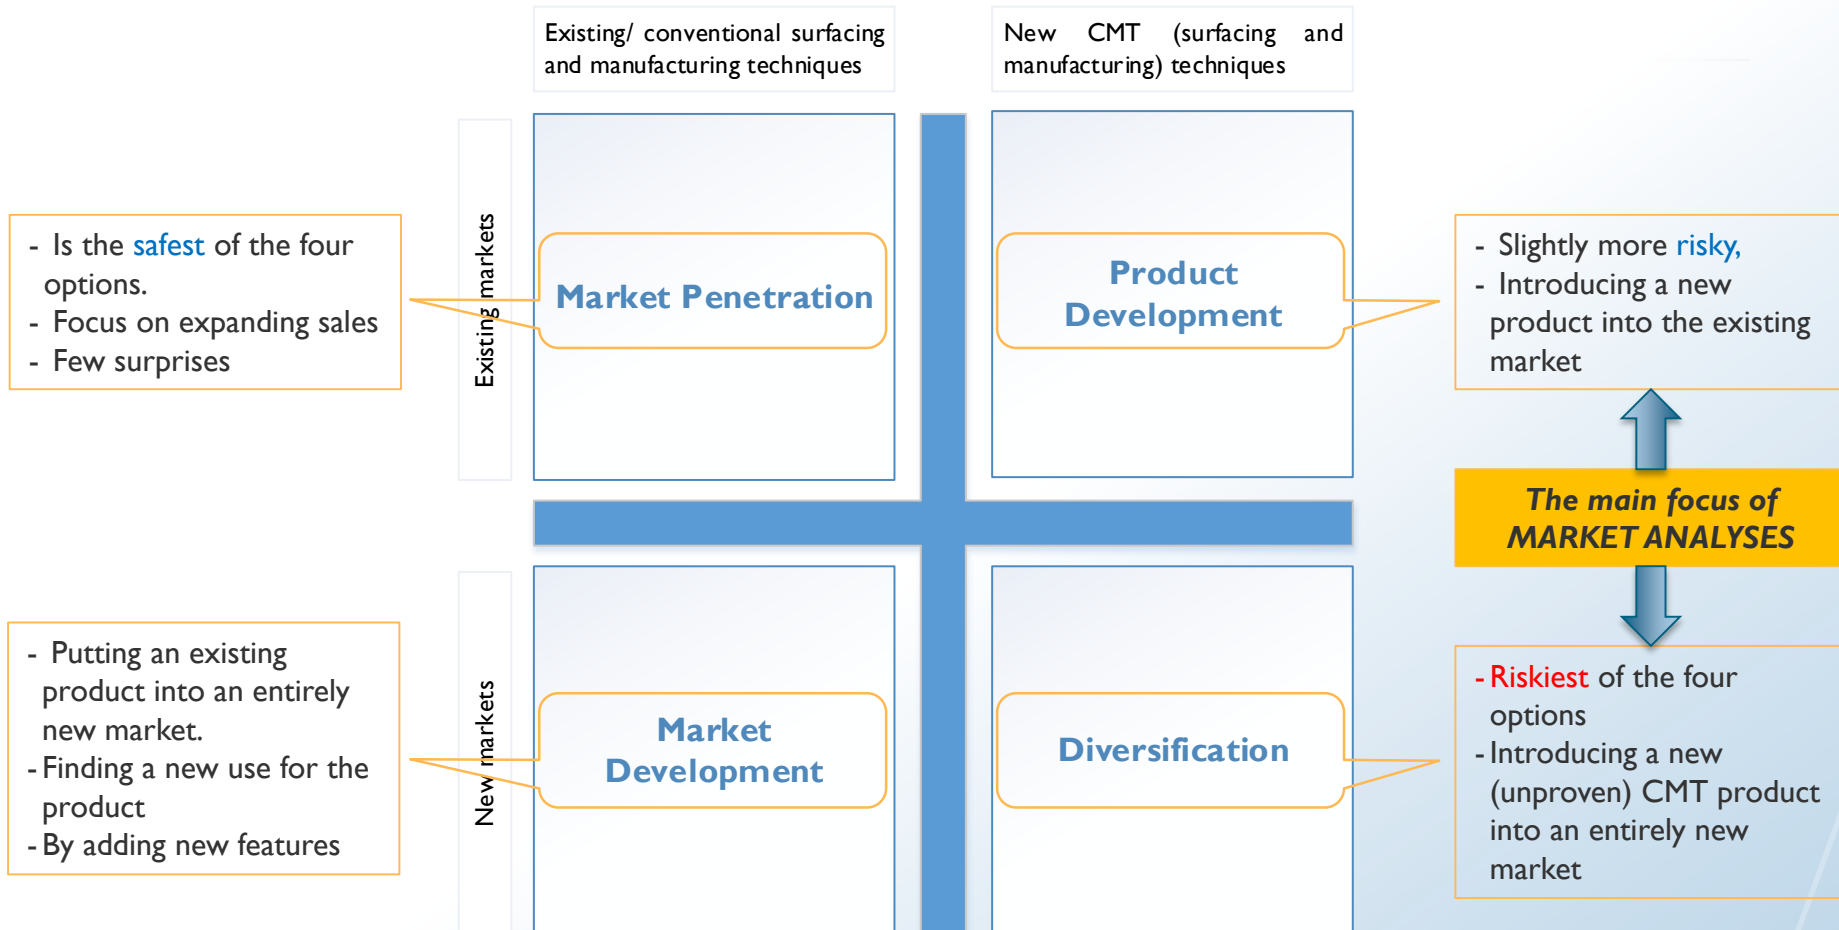 Existing/ conventional surfacing
and manufacturing techniques
New CMT (surfacing and
manufacturing) techniques
Existing markets
- Is the safest of the four
options.
- Focus on expanding sales
- Few surprises
Market Penetration
Product
Development
- Slightly more risky,
- Introducing a new
product into the existing
market
The main focus of
MARKET ANALYSES
New markets
- Putting an existing
product into an entirely
new market.
- Finding a new use for the
product
- By adding new features
Market
Development
Diversification
- Riskiest of the four
options
- Introducing a new
(unproven) CMT product
into an entirely new
market